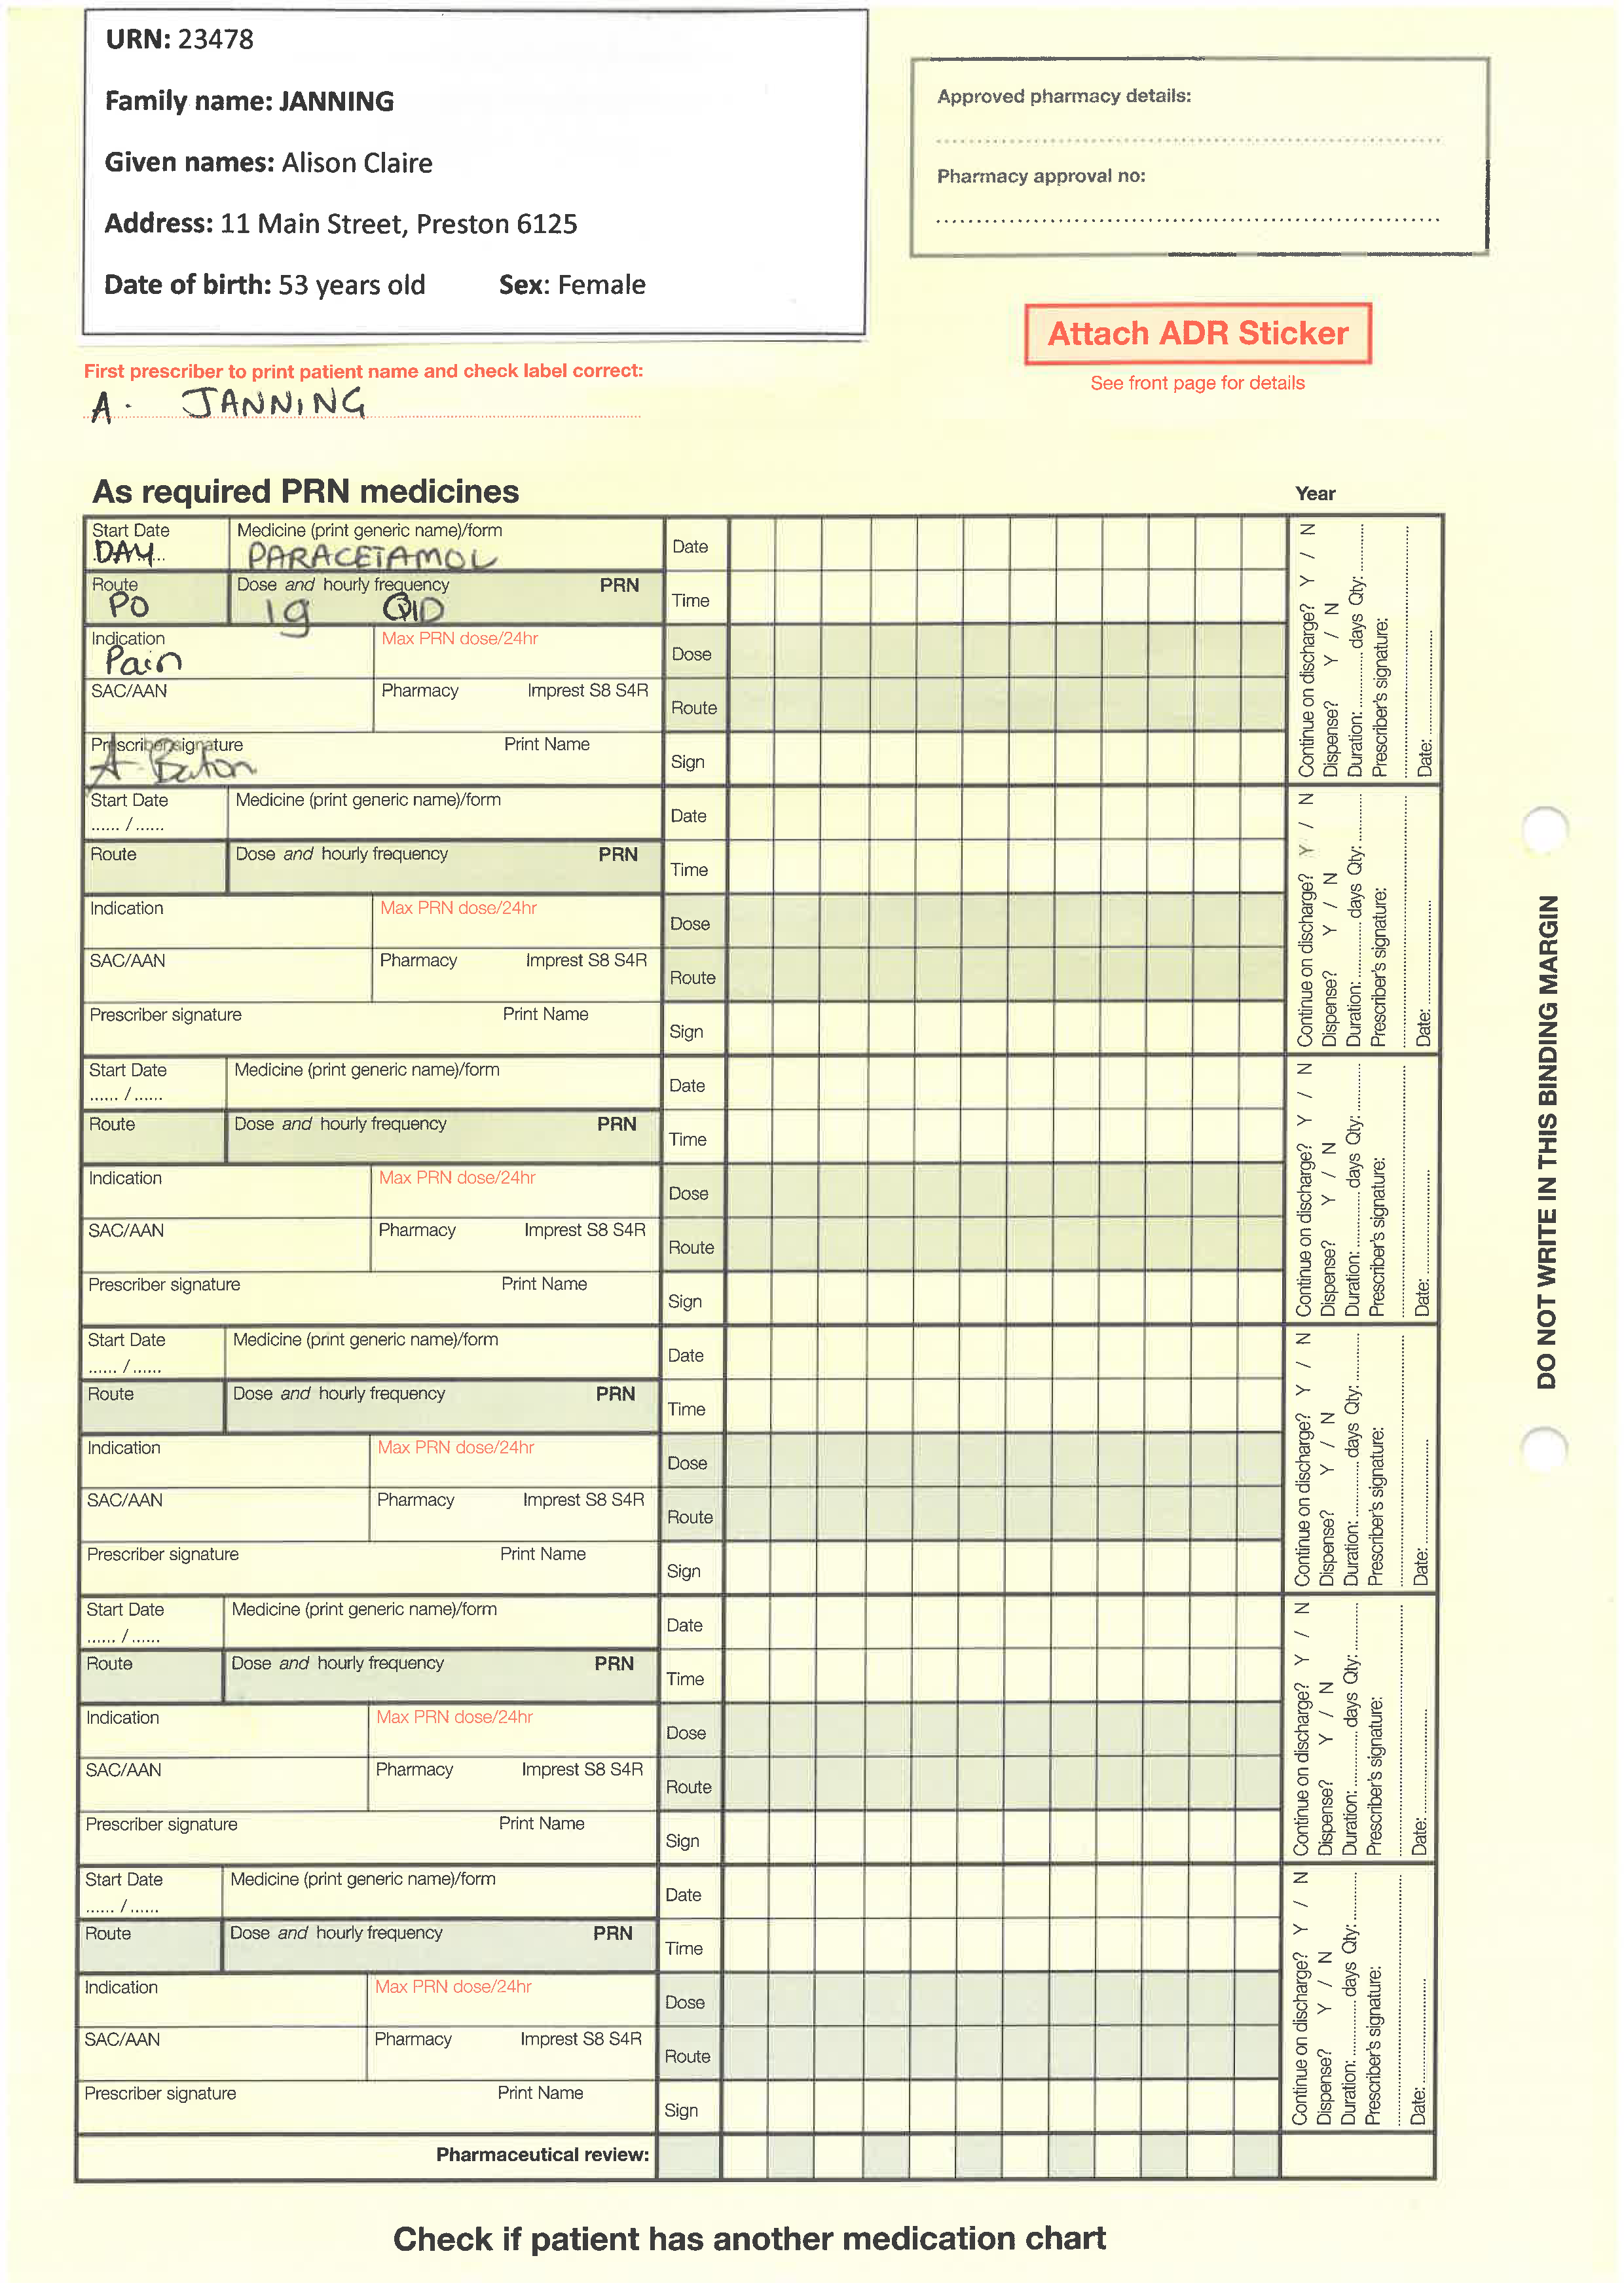 URN: 23478
Family name: JANNING
Given names: Alison Claire
Address: 11 Main Street, Preston 6125
Date of birth: 53 years old Sex: Female
Approved pharmacy details:
Pharmacy approval no:
Attach ADR Sticker
See front page for details
First prescriber to print patient name and check label correct:
A. JANNING
As required PRN medicines
Year
Start Date Medicine (print generic name)/form Date
DAY PARACETAMOL
Route Dose and hourly frequency PRN Time
PO 1g QID
Indication Max PRN dose/24hr Dose
Pain
SAC/AAN Pharmacy Imprest S8 S4R Route
Prescriber signature Print Name Sign
A
Continue on discharge? Y / N
Dispense? Y / N
Duration: ......... days Qty: .........
Prescriber's signature:
Date: .........
Start Date Medicine (print generic name)/form Date
...... / ......
Route Dose and hourly frequency PRN Time
Indication Max PRN dose/24hr Dose
SAC/AAN Pharmacy Imprest S8 S4R Route
Prescriber signature Print Name Sign
Continue on discharge? Y / N
Dispense? Y / N
Duration: ......... days Qty: .........
Prescriber's signature:
Date: .........
Start Date Medicine (print generic name)/form Date
...... / ......
Route Dose and hourly frequency PRN Time
Indication Max PRN dose/24hr Dose
SAC/AAN Pharmacy Imprest S8 S4R Route
Prescriber signature Print Name Sign
Continue on discharge? Y / N
Dispense? Y / N
Duration: ......... days Qty: .........
Prescriber's signature:
Date: .........
Start Date Medicine (print generic name)/form Date
...... / ......
Route Dose and hourly frequency PRN Time
Indication Max PRN dose/24hr Dose
SAC/AAN Pharmacy Imprest S8 S4R Route
Prescriber signature Print Name Sign
Continue on discharge? Y / N
Dispense? Y / N
Duration: ......... days Qty: .........
Prescriber's signature:
Date: .........
Start Date Medicine (print generic name)/form Date
...... / ......
Route Dose and hourly frequency PRN Time
Indication Max PRN dose/24hr Dose
SAC/AAN Pharmacy Imprest S8 S4R Route
Prescriber signature Print Name Sign
Continue on discharge? Y / N
Dispense? Y / N
Duration: ......... days Qty: .........
Prescriber's signature:
Date: .........
Start Date Medicine (print generic name)/form Date
...... / ......
Route Dose and hourly frequency PRN Time
Indication Max PRN dose/24hr Dose
SAC/AAN Pharmacy Imprest S8 S4R Route
Prescriber signature Print Name Sign
Continue on discharge? Y / N
Dispense? Y / N
Duration: ......... days Qty: .........
Prescriber's signature:
Date: .........
Pharmaceutical review:
Check if patient has another medication chart
DO NOT WRITE IN THIS BINDING MARGIN